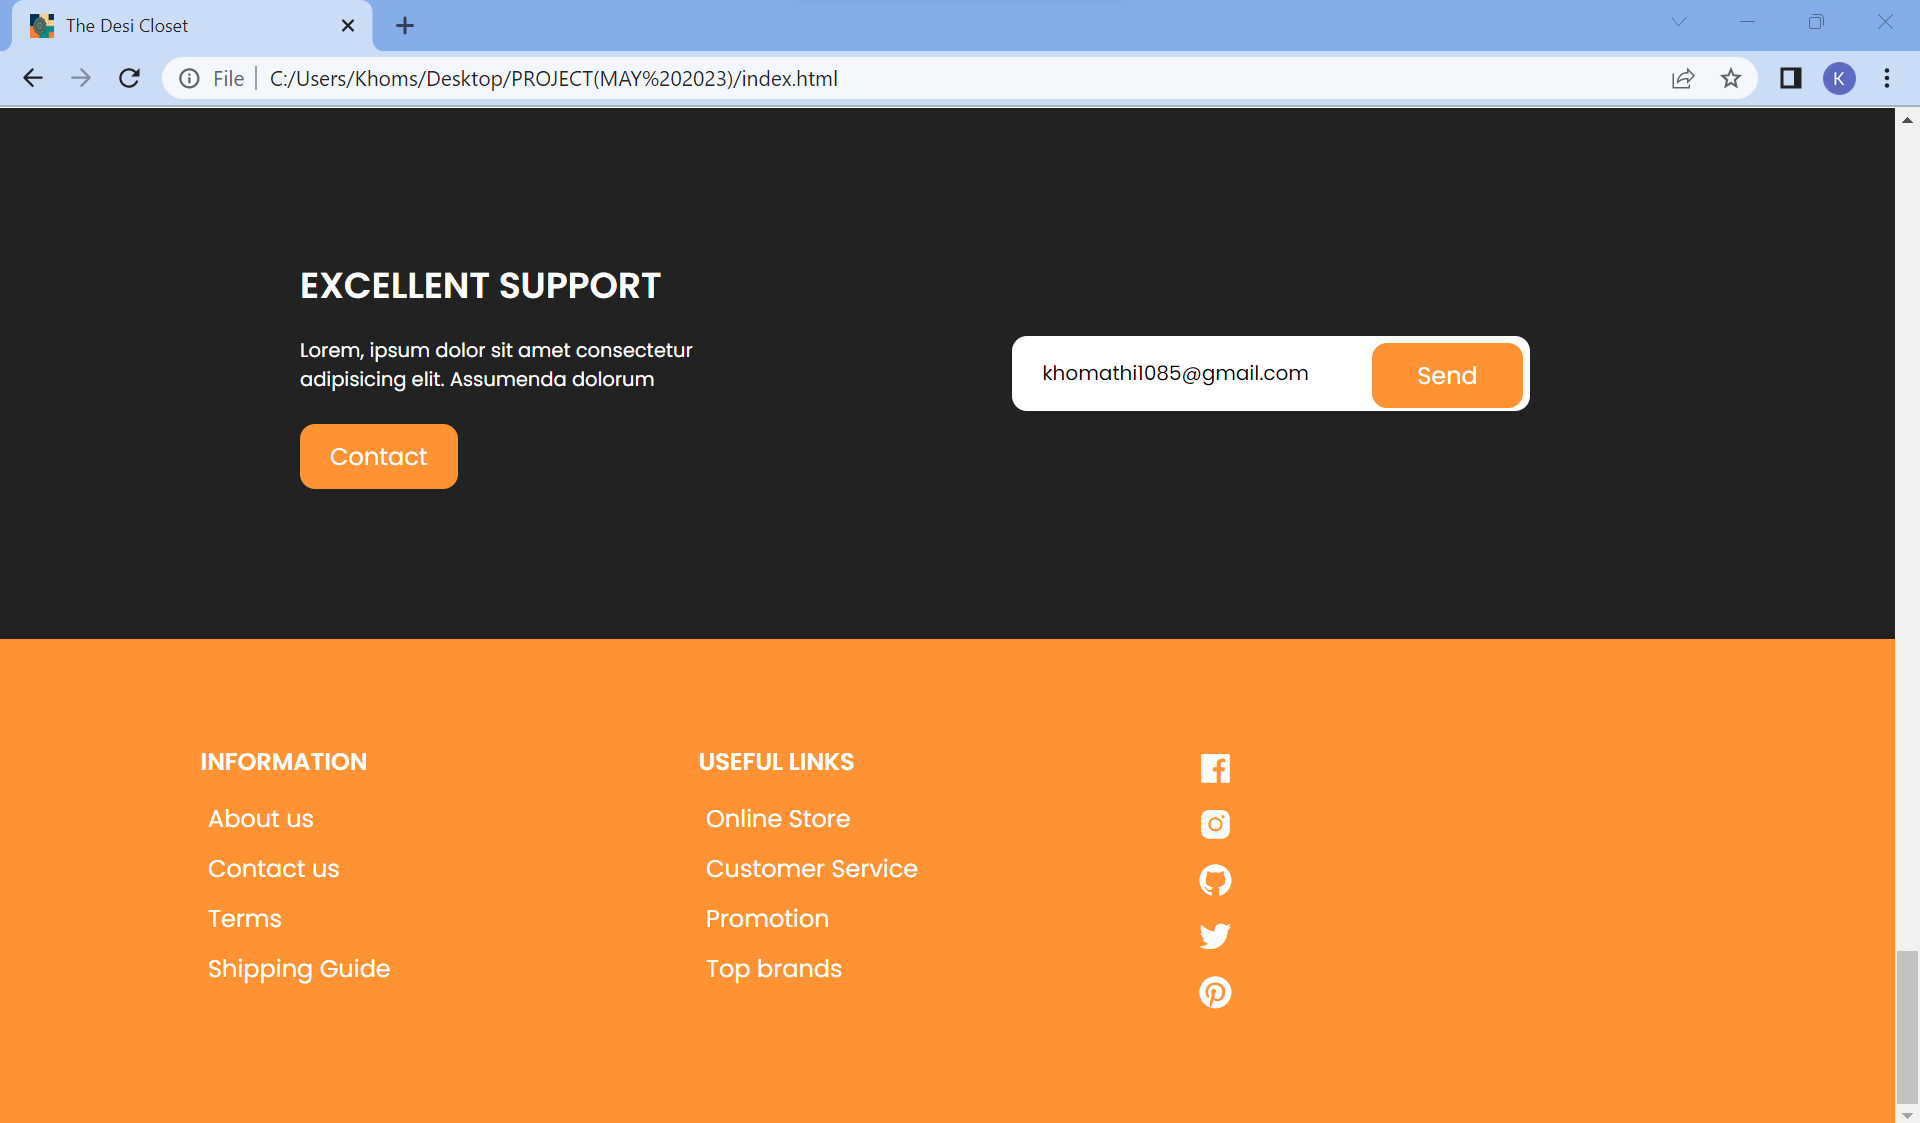 The Desi Closet
File
C:/Users/Khoms/Desktop/PROJECT(MAY%202023)/index.html
K
EXCELLENT SUPPORT
Lorem, ipsum dolor sit amet consectetur
adipisicing elit. Assumenda dolorum
Contact
khomathi1085@gmail.com
Send
INFORMATION
About us
Contact us
Terms
Shipping Guide
USEFUL LINKS
Online Store
Customer Service
Promotion
Top brands